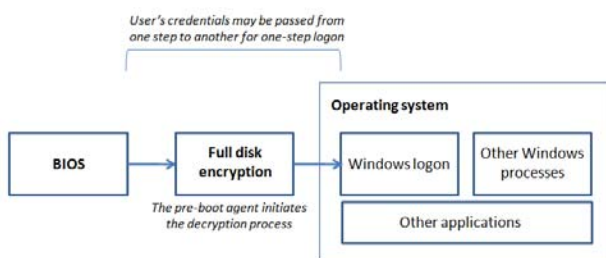 User's credentials may be passed from
one step to another for one-step logon
Operating system
BIOS
Full disk
encryption
Windows logon
Other Windows
processes
The pre-boot agent initiates
the decryption process
Other applications